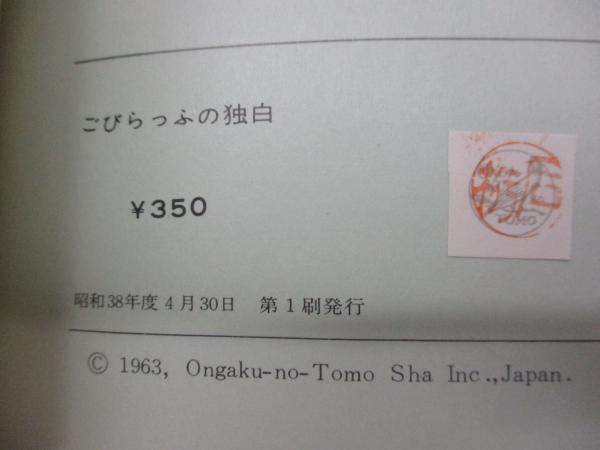 ごびらっふの独白
¥350
TOMO
昭和38年度4月30日 第1刷発行
© 1963, Ongaku-no-Tomo Sha Inc.,Japan.